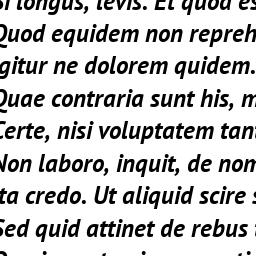 Si longus, levis. Et quod es
Quod equidem non repreh
Igitur ne dolorem quidem.
Quae contraria sunt his, m
Certe, nisi voluptatem tan
Non laboro, inquit, de nom
Ita credo. Ut aliquid scire s
Sed quid attinet de rebus